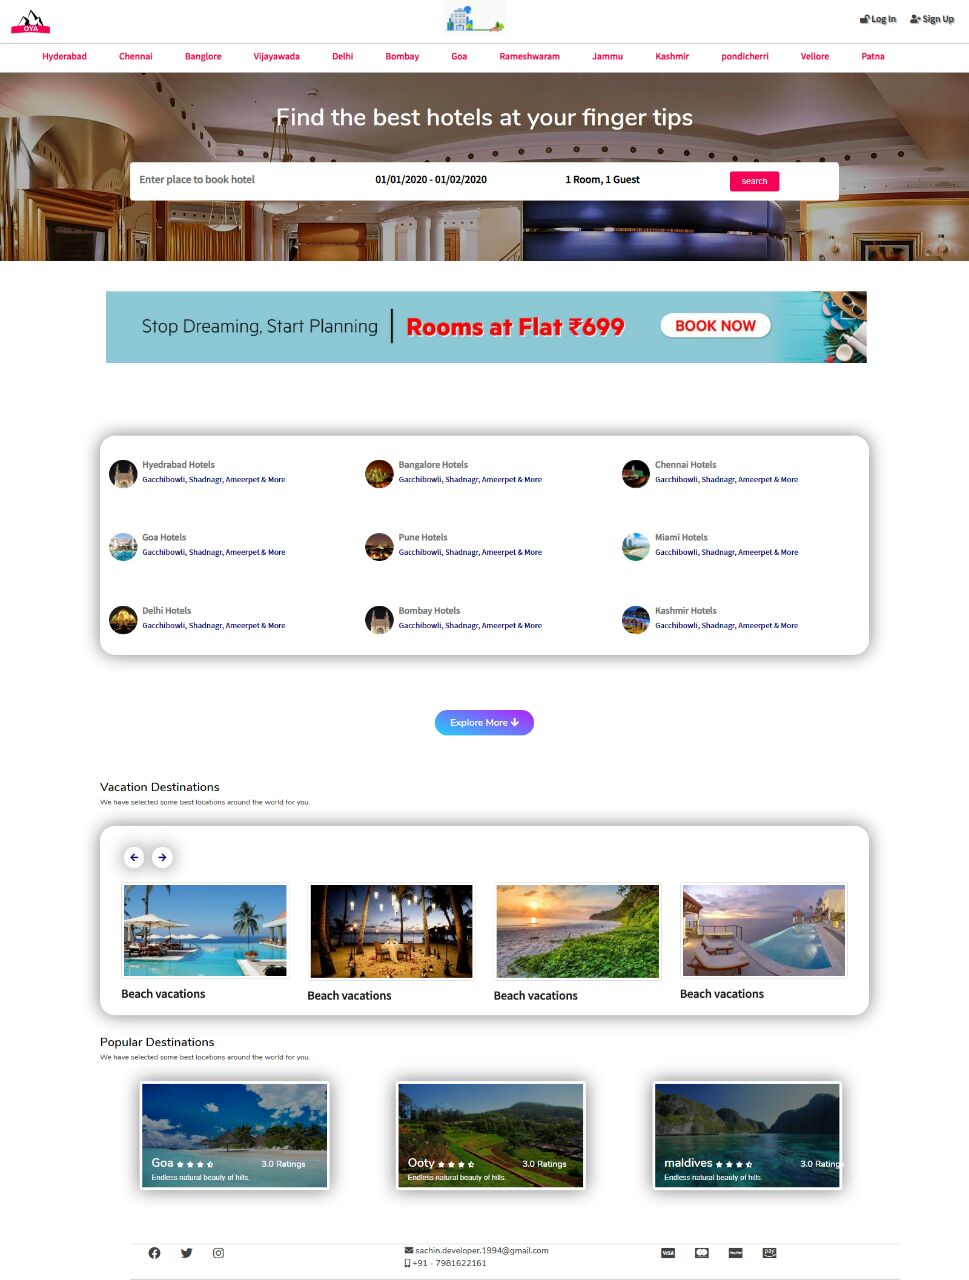 OYA
Log In Sign Up
Hyderabad Chennai Banglore Vijayawada Delhi Bombay Goa Rameshwaram Jammu Kashmir pondicherri Vellore Patna
Find the best hotels at your finger tips
Enter place to book hotel 01/01/2020 - 01/02/2020 1 Room, 1 Guest search
Stop Dreaming, Start Planning Rooms at Flat ₹699 BOOK NOW
Hyedrabad Hotels Bangalore Hotels Chennai Hotels
Gacchibowli, Shadnagr, Ameerpet & More Gacchibowli, Shadnagr, Ameerpet & More Gacchibowli, Shadnagr, Ameerpet & More
Goa Hotels Pune Hotels Miami Hotels
Gacchibowli, Shadnagr, Ameerpet & More Gacchibowli, Shadnagr, Ameerpet & More Gacchibowli, Shadnagr, Ameerpet & More
Delhi Hotels Bombay Hotels Kashmir Hotels
Gacchibowli, Shadnagr, Ameerpet & More Gacchibowli, Shadnagr, Ameerpet & More Gacchibowli, Shadnagr, Ameerpet & More
Explore More
Vacation Destinations
We have selected some best locations around the world for you.
Beach vacations Beach vacations Beach vacations Beach vacations
Popular Destinations
We have selected some best locations around the world for you.
Goa 3.0 Ratings Ooty 3.0 Ratings maldives 3.0 Ratings
Endless natural beauty of hills. Endless natural beauty of hills. Endless natural beauty of hills.
sachin.developer.1994@gmail.com VISA PayPal pay
+91 - 7981622161